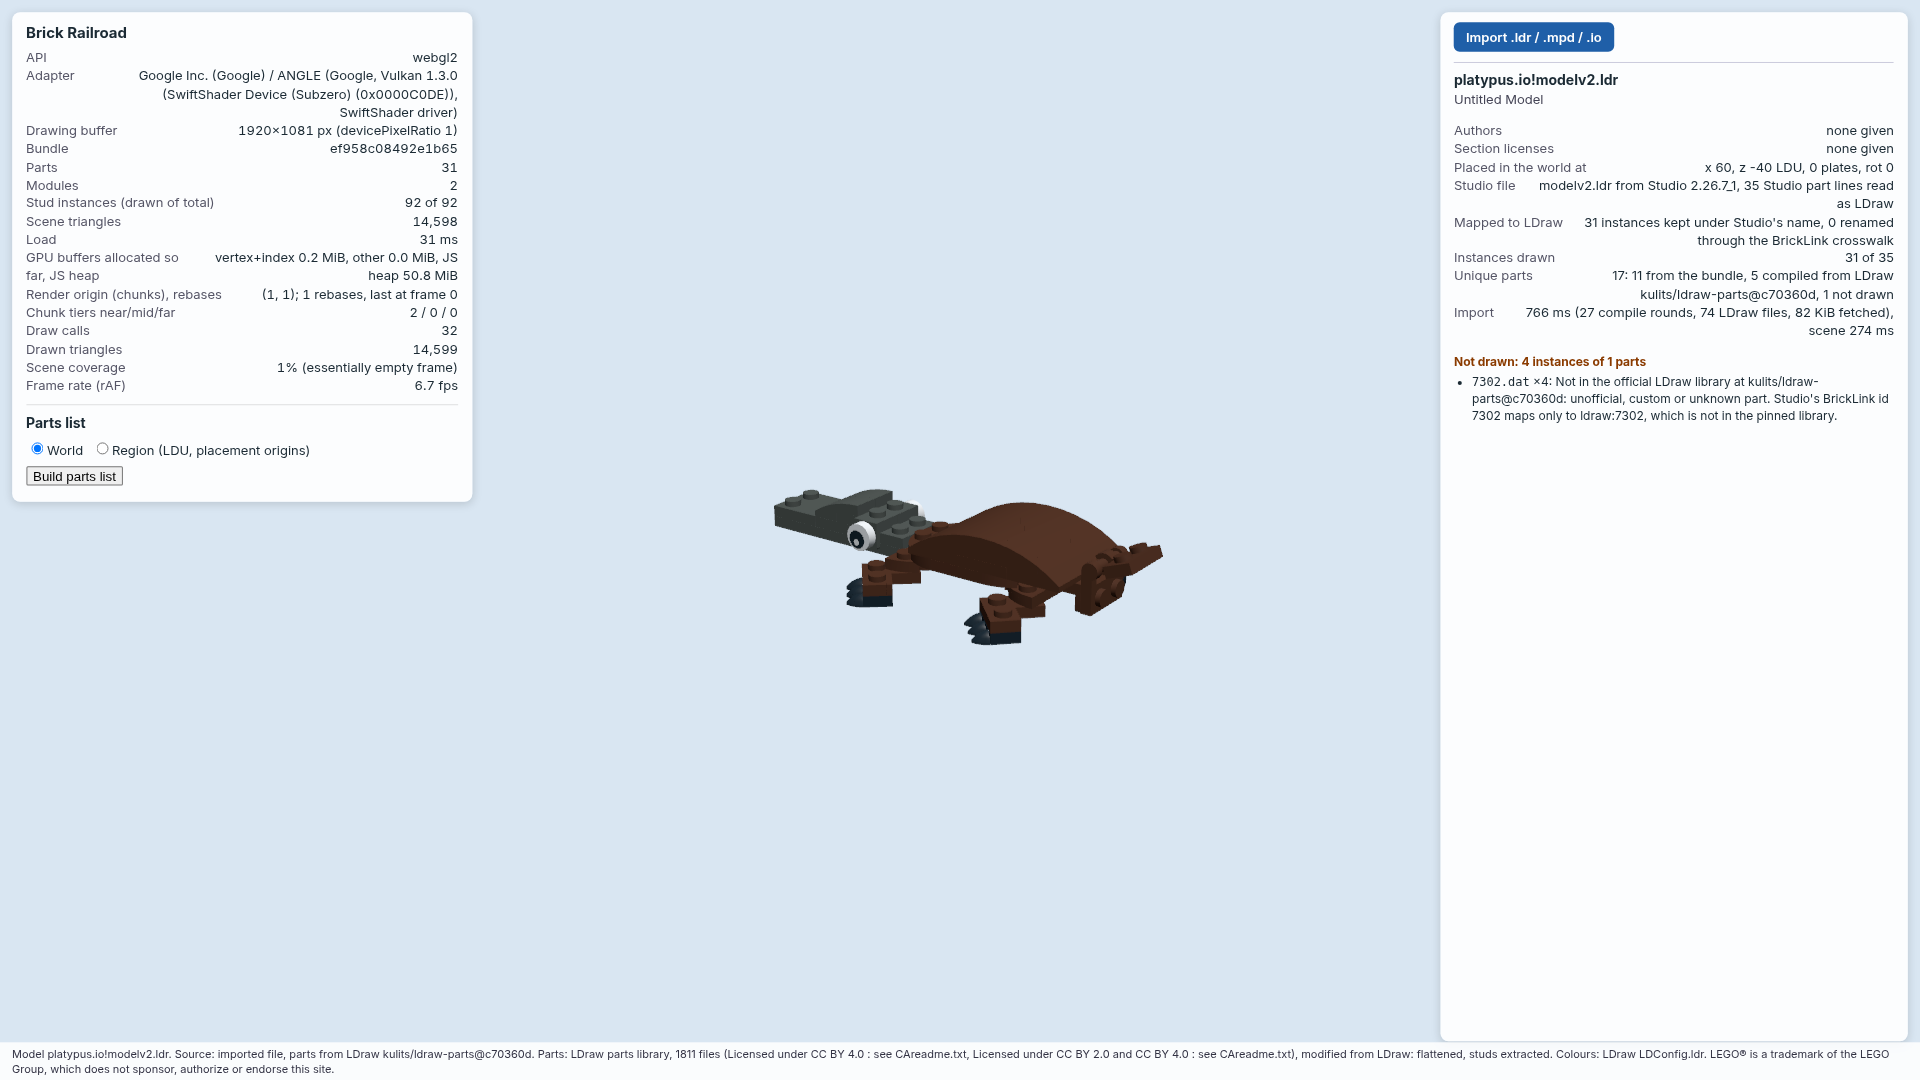 Brick Railroad
API webgl2
Adapter Google Inc. (Google) / ANGLE (Google, Vulkan 1.3.0
(SwiftShader Device (Subzero) (0x0000C0DE)),
SwiftShader driver)
Drawing buffer 1920×1081 px (devicePixelRatio 1)
Bundle ef958c08492e1b65
Parts 31
Modules 2
Stud instances (drawn of total) 92 of 92
Scene triangles 14,598
Load 31 ms
GPU buffers allocated so vertex+index 0.2 MiB, other 0.0 MiB, JS
far, JS heap heap 50.8 MiB
Render origin (chunks), rebases (1, 1); 1 rebases, last at frame 0
Chunk tiers near/mid/far 2 / 0 / 0
Draw calls 32
Drawn triangles 14,599
Scene coverage 1% (essentially empty frame)
Frame rate (rAF) 6.7 fps
Parts list
World Region (LDU, placement origins)
Build parts list
Import .ldr / .mpd / .io
platypus.io!modelv2.ldr
Untitled Model
Authors none given
Section licenses none given
Placed in the world at x 60, z -40 LDU, 0 plates, rot 0
Studio file modelv2.ldr from Studio 2.26.7_1, 35 Studio part lines read
as LDraw
Mapped to LDraw 31 instances kept under Studio's name, 0 renamed
through the BrickLink crosswalk
Instances drawn 31 of 35
Unique parts 17: 11 from the bundle, 5 compiled from LDraw
kulits/ldraw-parts@c70360d, 1 not drawn
Import 766 ms (27 compile rounds, 74 LDraw files, 82 KiB fetched),
scene 274 ms
Not drawn: 4 instances of 1 parts
• 7302.dat ×4: Not in the official LDraw library at kulits/ldraw-
parts@c70360d: unofficial, custom or unknown part. Studio's BrickLink id
7302 maps only to ldraw:7302, which is not in the pinned library.
Model platypus.io!modelv2.ldr. Source: imported file, parts from LDraw kulits/ldraw-parts@c70360d. Parts: LDraw parts library, 1811 files (Licensed under CC BY 4.0 : see CAreadme.txt, Licensed under CC BY 2.0 and CC BY 4.0 : see CAreadme.txt), modified from LDraw: flattened, studs extracted. Colours: LDraw LDConfig.ldr. LEGO® is a trademark of the LEGO
Group, which does not sponsor, authorize or endorse this site.